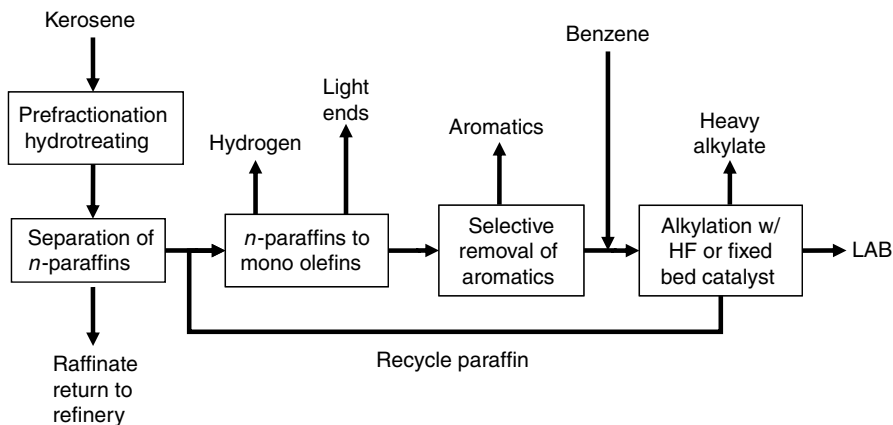 Kerosene
Prefractionation
hydrotreating
Separation of
n-paraffins
Raffinate
return to
refinery
Hydrogen
Light
ends
n-paraffins to
mono olefins
Aromatics
Selective
removal of
aromatics
Benzene
Heavy
alkylate
Alkylation w/
HF or fixed
bed catalyst
LAB
Recycle paraffin